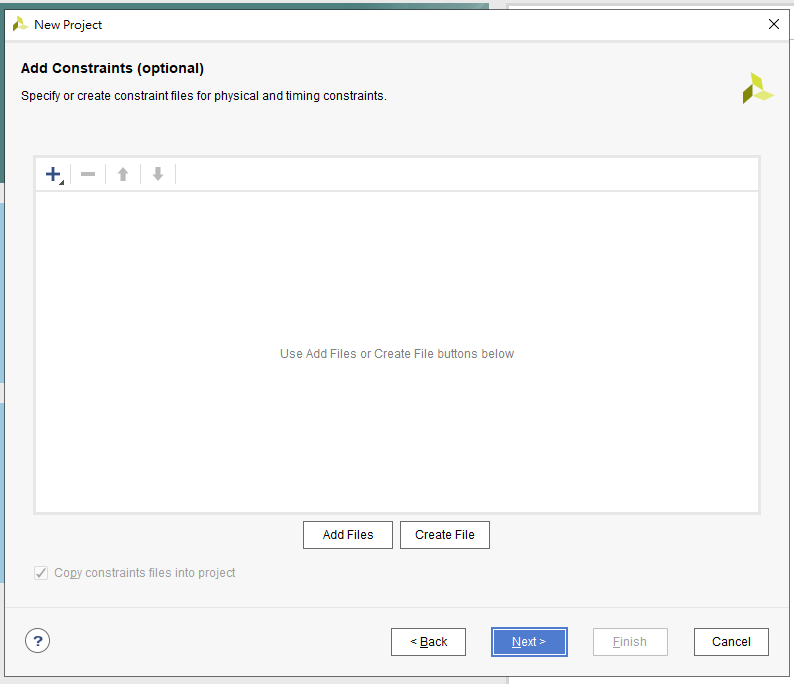 New Project
Add Constraints (optional)
Specify or create constraint files for physical and timing constraints.
Use Add Files or Create File buttons below
Add Files
Create File
Copy constraints files into project
?
< Back
Next >
Finish
Cancel